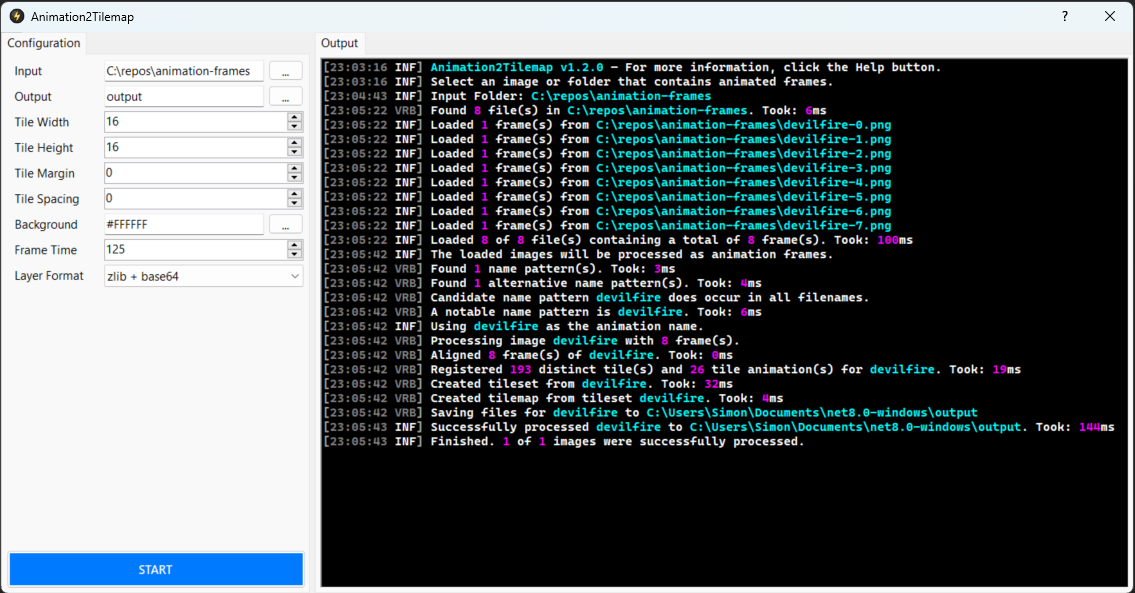 Animation2Tilemap
?
Configuration
Input C:\repos\animation-frames ...
Output output ...
Tile Width 16
Tile Height 16
Tile Margin 0
Tile Spacing 0
Background #FFFFFF ...
Frame Time 125
Layer Format zlib + base64
START
Output
[23:03:16 INF] Animation2Tilemap v1.2.0 – For more information, click the Help button.
[23:03:16 INF] Select an image or folder that contains animated frames.
[23:04:43 INF] Input Folder: C:\repos\animation-frames
[23:05:22 VRB] Found 8 file(s) in C:\repos\animation-frames. Took: 6ms
[23:05:22 INF] Loaded 1 frame(s) from C:\repos\animation-frames\devilfire-0.png
[23:05:22 INF] Loaded 1 frame(s) from C:\repos\animation-frames\devilfire-1.png
[23:05:22 INF] Loaded 1 frame(s) from C:\repos\animation-frames\devilfire-2.png
[23:05:22 INF] Loaded 1 frame(s) from C:\repos\animation-frames\devilfire-3.png
[23:05:22 INF] Loaded 1 frame(s) from C:\repos\animation-frames\devilfire-4.png
[23:05:22 INF] Loaded 1 frame(s) from C:\repos\animation-frames\devilfire-5.png
[23:05:22 INF] Loaded 1 frame(s) from C:\repos\animation-frames\devilfire-6.png
[23:05:22 INF] Loaded 1 frame(s) from C:\repos\animation-frames\devilfire-7.png
[23:05:22 INF] Loaded 8 of 8 file(s) containing a total of 8 frame(s). Took: 100ms
[23:05:42 INF] The loaded images will be processed as animation frames.
[23:05:42 VRB] Found 1 name pattern(s). Took: 3ms
[23:05:42 VRB] Found 1 alternative name pattern(s). Took: 4ms
[23:05:42 VRB] Candidate name pattern devilfire does occur in all filenames.
[23:05:42 VRB] A notable name pattern is devilfire. Took: 6ms
[23:05:42 INF] Using devilfire as the animation name.
[23:05:42 VRB] Processing image devilfire with 8 frame(s).
[23:05:42 VRB] Aligned 8 frame(s) of devilfire. Took: 0ms
[23:05:42 VRB] Registered 193 distinct tile(s) and 26 tile animation(s) for devilfire. Took: 19ms
[23:05:42 VRB] Created tileset from devilfire. Took: 32ms
[23:05:42 VRB] Created tilemap from tileset devilfire. Took: 4ms
[23:05:42 VRB] Saving files for devilfire to C:\Users\Simon\Documents\net8.0-windows\output
[23:05:43 INF] Successfully processed devilfire to C:\Users\Simon\Documents\net8.0-windows\output. Took: 144ms
[23:05:43 INF] Finished. 1 of 1 images were successfully processed.